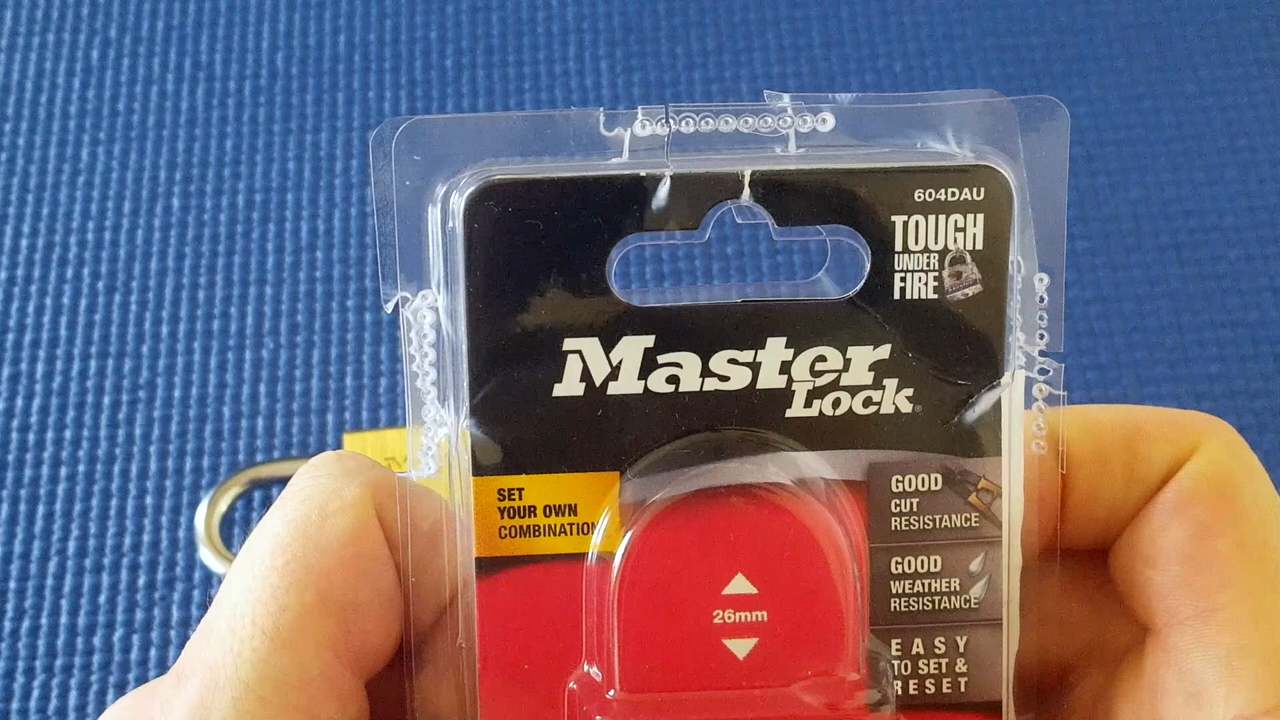 604DAU
TOUGH
UNDER
FIRE
Master
Lock
SET
YOUR OWN
COMBINATION
GOOD
CUT
RESISTANCE
GOOD
WEATHER
RESISTANCE
26mm
EASY
TO SET &
RESET